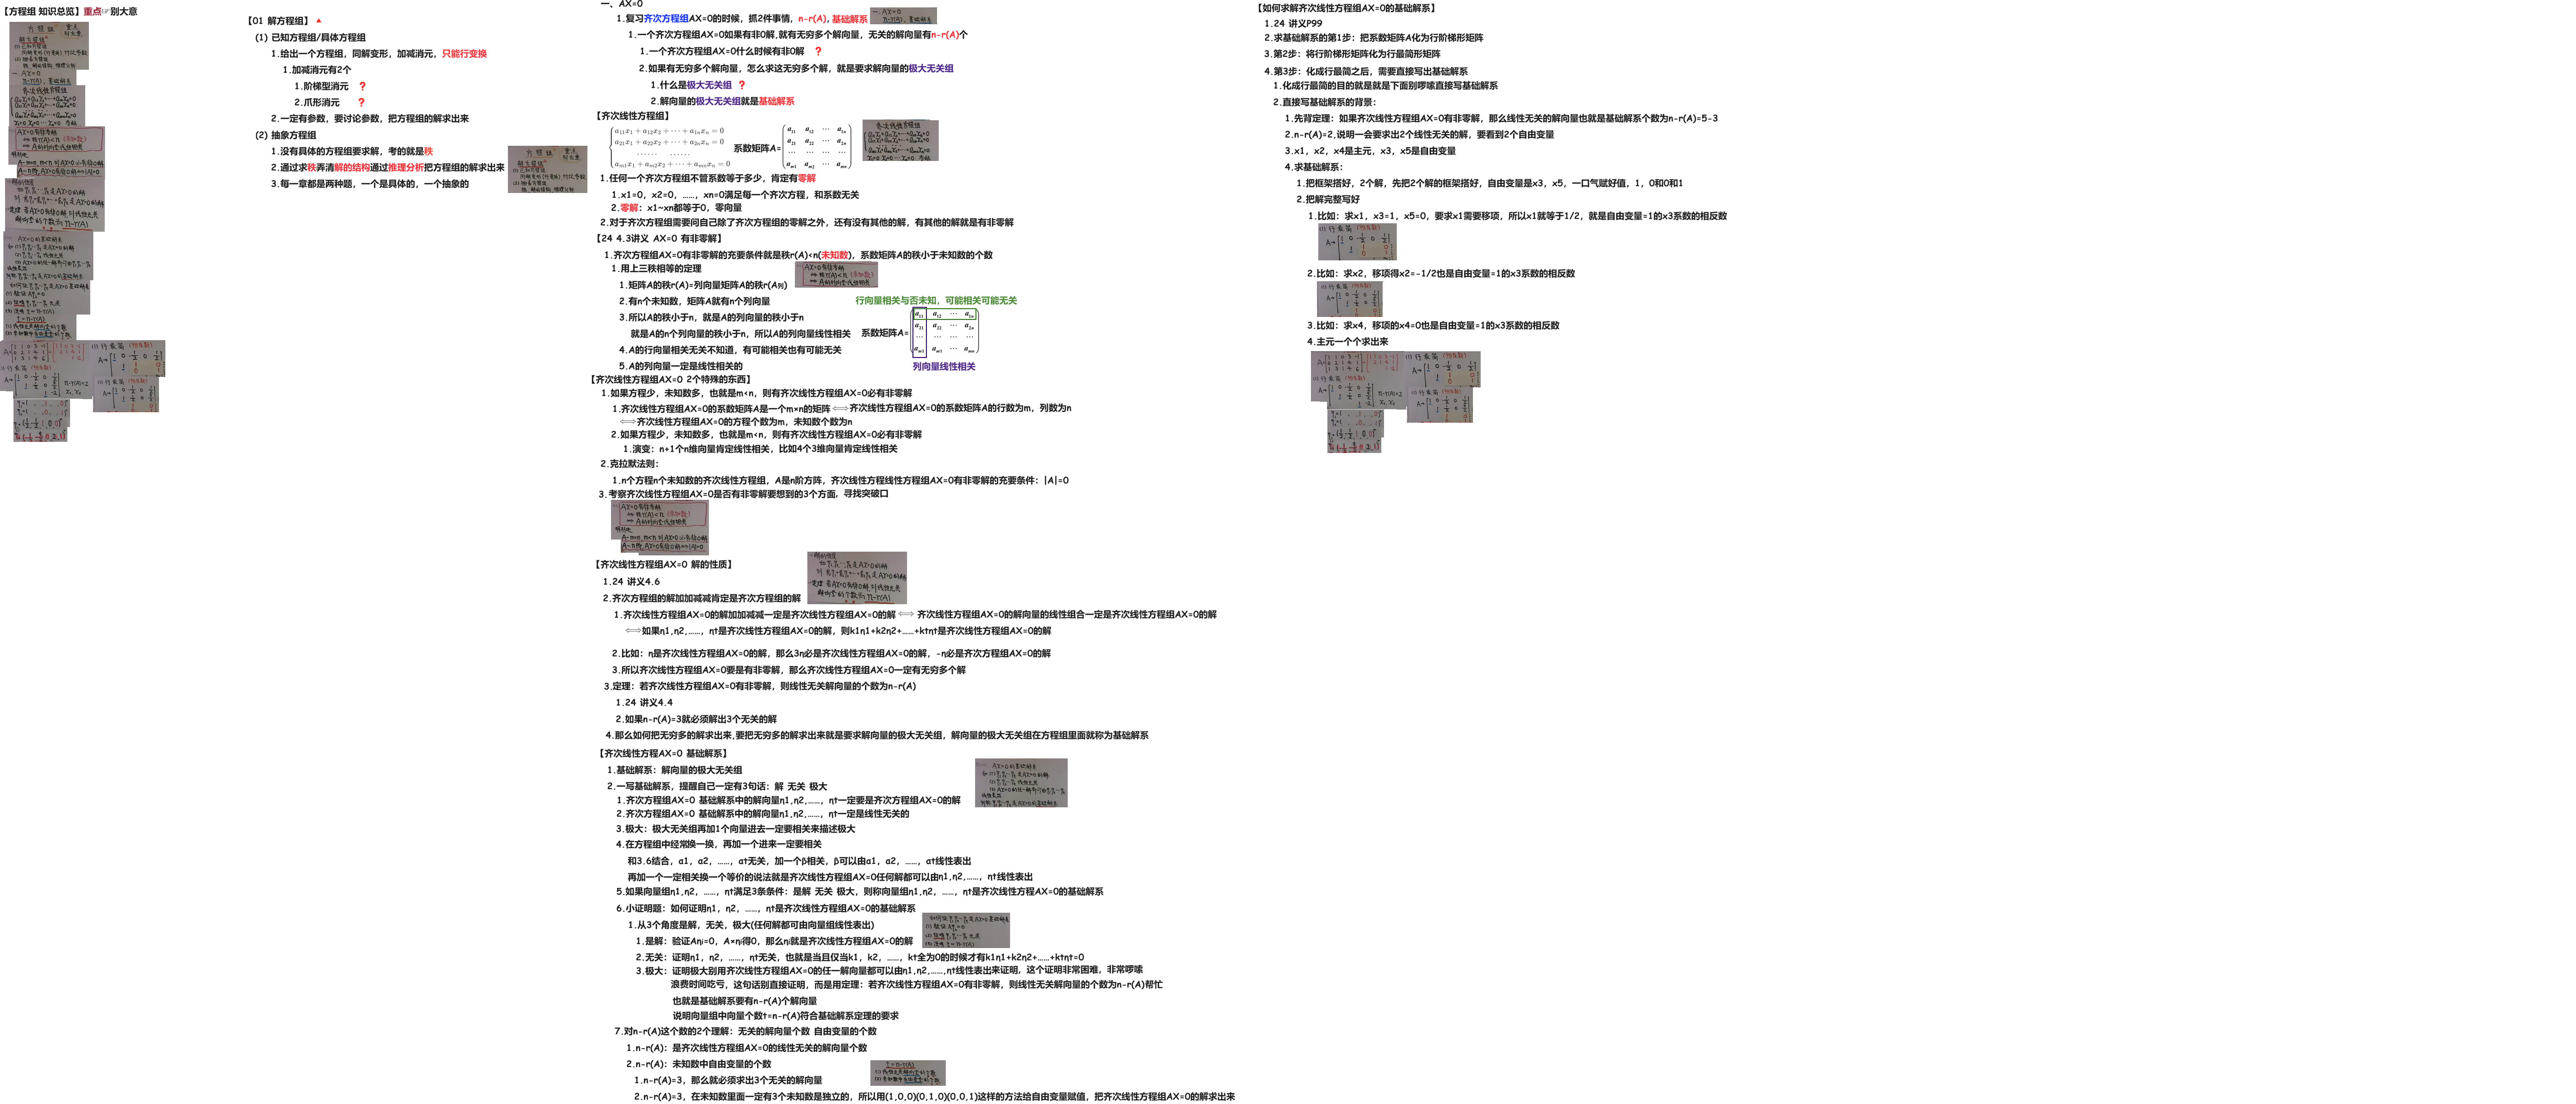 【方程组 知识总览】重点☞别大意
【01 解方程组】
(1) 已知方程组/具体方程组
1.给出一个方程组，同解变形，加减消元，只能行变换
1.加减消元有2个
1.阶梯型消元 ？
2.爪形消元 ？
2.一定有参数，要讨论参数，把方程组的解求出来
(2) 抽象方程组
1.没有具体的方程组要求解，考的就是秩
2.通过求秩弄清解的结构通过推理分析把方程组的解求出来
3.每一章都是两种题，一个是具体的，一个抽象的
一、AX=0
1.复习齐次方程组AX=0的时候，抓2件事情，n-r(A), 基础解系
1.一个齐次方程组AX=0如果有非0解,就有无穷多个解向量，无关的解向量有n-r(A)个
1.一个齐次方程组AX=0什么时候有非0解 ？
2.如果有无穷多个解向量，怎么求这无穷多个解，就是要求解向量的极大无关组
1.什么是极大无关组 ？
2.解向量的极大无关组就是基础解系
【齐次线性方程组】
a11x1 + a12x2 + ··· + a1nxn = 0
a21x1 + a22x2 + ··· + a2nxn = 0
······ ······
am1x1 + am2x2 + ··· + amnxn = 0
系数矩阵A=
a11 a12 ··· a1n
a21 a22 ··· a2n
··· ··· ··· ···
am1 am2 ··· amn
1.任何一个齐次方程组不管系数等于多少，肯定有零解
1.x1=0，x2=0，……，xn=0满足每一个齐次方程，和系数无关
2.零解：x1~xn都等于0，零向量
2.对于齐次方程组需要问自己除了齐次方程组的零解之外，还有没有其他的解，有其他的解就是有非零解
【24 4.3讲义 AX=0 有非零解】
1.齐次方程组AX=0有非零解的充要条件就是秩r(A)<n(未知数)，系数矩阵A的秩小于未知数的个数
1.用上三秩相等的定理
1.矩阵A的秩r(A)=列向量矩阵A的秩r(A列)
2.有n个未知数，矩阵A就有n个列向量
3.所以A的秩小于n，就是A的列向量的秩小于n
就是A的n个列向量的秩小于n，所以A的列向量线性相关
4.A的行向量相关无关不知道，有可能相关也有可能无关
5.A的列向量一定是线性相关的
行向量相关与否未知，可能相关可能无关
系数矩阵A=
a11 a12 ··· a1n
a21 a22 ··· a2n
··· ··· ··· ···
am1 am2 ··· amn
列向量线性相关
【齐次线性方程组AX=0 2个特殊的东西】
1.如果方程少，未知数多，也就是m<n，则有齐次线性方程组AX=0必有非零解
1.齐次线性方程组AX=0的系数矩阵A是一个m×n的矩阵⟺齐次线性方程组AX=0的系数矩阵A的行数为m，列数为n
⟺齐次线性方程组AX=0的方程个数为m，未知数个数为n
2.如果方程少，未知数多，也就是m<n，则有齐次线性方程组AX=0必有非零解
1.演变：n+1个n维向量肯定线性相关，比如4个3维向量肯定线性相关
2.克拉默法则：
1.n个方程n个未知数的齐次线性方程组，A是n阶方阵，齐次线性方程线性方程组AX=0有非零解的充要条件：|A|=0
3.考察齐次线性方程组AX=0是否有非零解要想到的3个方面，寻找突破口
【齐次线性方程组AX=0 解的性质】
1.24 讲义4.6
2.齐次方程组的解加加减减肯定是齐次方程组的解
1.齐次线性方程组AX=0的解加加减减一定是齐次线性方程组AX=0的解⟺ 齐次线性方程组AX=0的解向量的线性组合一定是齐次线性方程组AX=0的解
⟺如果η1,η2,……，ηt是齐次线性方程组AX=0的解，则k1η1+k2η2+……+ktηt是齐次线性方程组AX=0的解
2.比如：η是齐次线性方程组AX=0的解，那么3η必是齐次线性方程组AX=0的解，-η必是齐次方程组AX=0的解
3.所以齐次线性方程组AX=0要是有非零解，那么齐次线性方程组AX=0一定有无穷多个解
3.定理：若齐次线性方程组AX=0有非零解，则线性无关解向量的个数为n-r(A)
1.24 讲义4.4
2.如果n-r(A)=3就必须解出3个无关的解
4.那么如何把无穷多的解求出来,要把无穷多的解求出来就是要求解向量的极大无关组，解向量的极大无关组在方程组里面就称为基础解系
【齐次线性方程AX=0 基础解系】
1.基础解系：解向量的极大无关组
2.一写基础解系，提醒自己一定有3句话：解 无关 极大
1.齐次方程组AX=0 基础解系中的解向量η1,η2,……，ηt一定要是齐次方程组AX=0的解
2.齐次方程组AX=0 基础解系中的解向量η1,η2,……，ηt一定是线性无关的
3.极大：极大无关组再加1个向量进去一定要相关来描述极大
4.在方程组中经常换一换，再加一个进来一定要相关
和3.6结合，α1，α2，……，αt无关，加一个β相关，β可以由α1，α2，……，αt线性表出
再加一个一定相关换一个等价的说法就是齐次线性方程组AX=0任何解都可以由η1,η2,……，ηt线性表出
5.如果向量组η1,η2，……，ηt满足3条条件：是解 无关 极大，则称向量组η1,η2，……，ηt是齐次线性方程AX=0的基础解系
6.小证明题：如何证明η1，η2，……，ηt是齐次线性方程组AX=0的基础解系
1.从3个角度是解，无关，极大(任何解都可由向量组线性表出)
1.是解：验证Aηi=0，A×ηi得0，那么ηi就是齐次线性方程组AX=0的解
2.无关：证明η1，η2，……，ηt无关，也就是当且仅当k1，k2，……，kt全为0的时候才有k1η1+k2η2+……+ktηt=0
3.极大：证明极大别用齐次线性方程组AX=0的任一解向量都可以由η1,η2,……,ηt线性表出来证明，这个证明非常困难，非常啰嗦
浪费时间吃亏，这句话别直接证明，而是用定理：若齐次线性方程组AX=0有非零解，则线性无关解向量的个数为n-r(A)帮忙
也就是基础解系要有n-r(A)个解向量
说明向量组中向量个数t=n-r(A)符合基础解系定理的要求
7.对n-r(A)这个数的2个理解：无关的解向量个数 自由变量的个数
1.n-r(A)：是齐次线性方程组AX=0的线性无关的解向量个数
2.n-r(A)：未知数中自由变量的个数
1.n-r(A)=3，那么就必须求出3个无关的解向量
2.n-r(A)=3，在未知数里面一定有3个未知数是独立的，所以用(1,0,0)(0,1,0)(0,0,1)这样的方法给自由变量赋值，把齐次线性方程组AX=0的解求出来
【如何求解齐次线性方程组AX=0的基础解系】
1.24 讲义P99
2.求基础解系的第1步：把系数矩阵A化为行阶梯形矩阵
3.第2步：将行阶梯形矩阵化为行最简形矩阵
4.第3步：化成行最简之后，需要直接写出基础解系
1.化成行最简的目的就是就是下面别啰嗦直接写基础解系
2.直接写基础解系的背景：
1.先背定理：如果齐次线性方程组AX=0有非零解，那么线性无关的解向量也就是基础解系个数为n-r(A)=5-3
2.n-r(A)=2,说明一会要求出2个线性无关的解，要看到2个自由变量
3.x1，x2，x4是主元，x3，x5是自由变量
4.求基础解系：
1.把框架搭好，2个解，先把2个解的框架搭好，自由变量是x3，x5，一口气赋好值，1，0和0和1
2.把解完整写好
1.比如：求x1，x3=1，x5=0，要求x1需要移项，所以x1就等于1/2，就是自由变量=1的x3系数的相反数
2.比如：求x2，移项得x2=-1/2也是自由变量=1的x3系数的相反数
3.比如：求x4，移项的x4=0也是自由变量=1的x3系数的相反数
4.主元一个个求出来